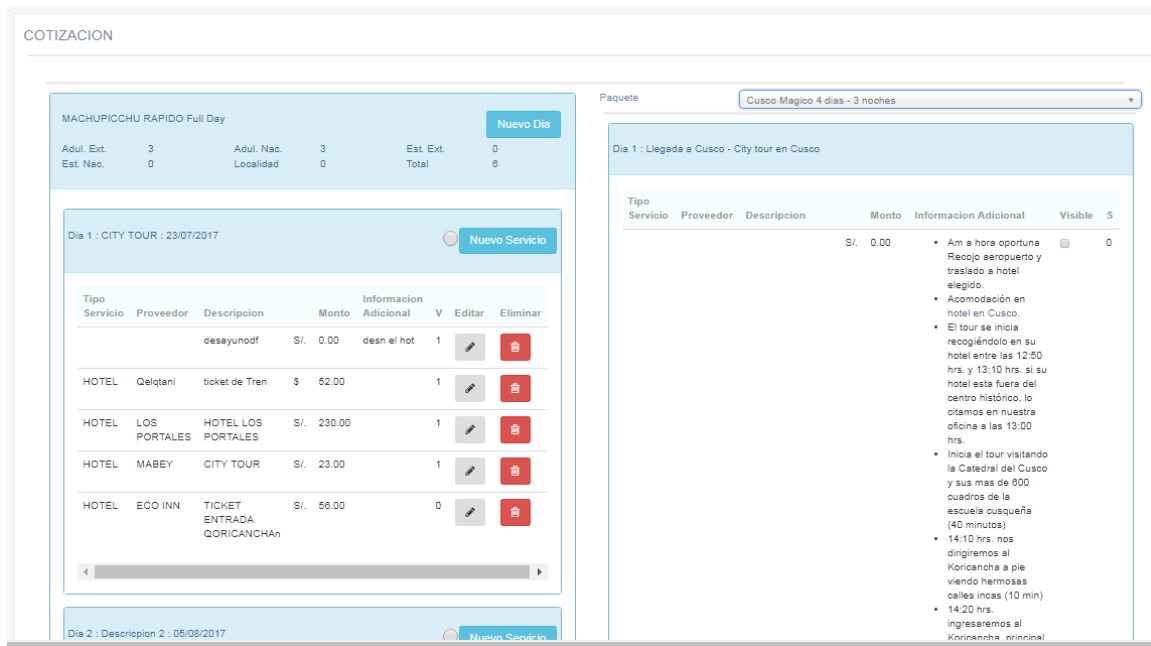 COTIZACION
MACHUPICCHU RAPIDO Full Day
Nuevo Dia
Adul. Ext. 3 Adul. Nac. 3 Est. Ext. 0
Est. Nac. 0 Localidad 0 Total 6
Dia 1 : CITY TOUR : 23/07/2017
Nuevo Servicio
Tipo Servicio Proveedor Descripcion Monto Informacion Adicional V Editar Eliminar
desayunodf S/. 0.00 desn el hot 1
HOTEL Qelqtani ticket de Tren $ 52.00 1
HOTEL LOS HOTEL LOS S/. 230.00 1
PORTALES PORTALES
HOTEL MABEY CITY TOUR S/. 23.00 1
HOTEL ECO INN TICKET S/. 56.00 0
ENTRADA
QORICANCHAn
Dia 2 : Descripcion 2 : 05/08/2017
Nuevo Servicio
Paquete Cusco Magico 4 dias - 3 noches
Dia 1 : Llegada a Cusco - City tour en Cusco
Tipo
Servicio Proveedor Descripcion Monto Informacion Adicional Visible S
S/. 0.00 • Am a hora oportuna 0
Recojo aeropuerto y
traslado a hotel
elegido.
• Acomodación en
hotel en Cusco.
• El tour se inicia
recogiéndolo en su
hotel entre las 12:50
hrs. y 13:10 hrs. si su
hotel esta fuera del
centro histórico, lo
citamos en nuestra
oficina a las 13:00
hrs.
• Inicia el tour visitando
la Catedral del Cusco
y sus mas de 600
cuadros de la
escuela cusqueña
(40 minutos)
• 14:10 hrs. nos
dirigiremos al
Koricancha a pie
viendo hermosas
calles incas (10 min)
• 14:20 hrs.
ingresaremos al
Koricancha, principal